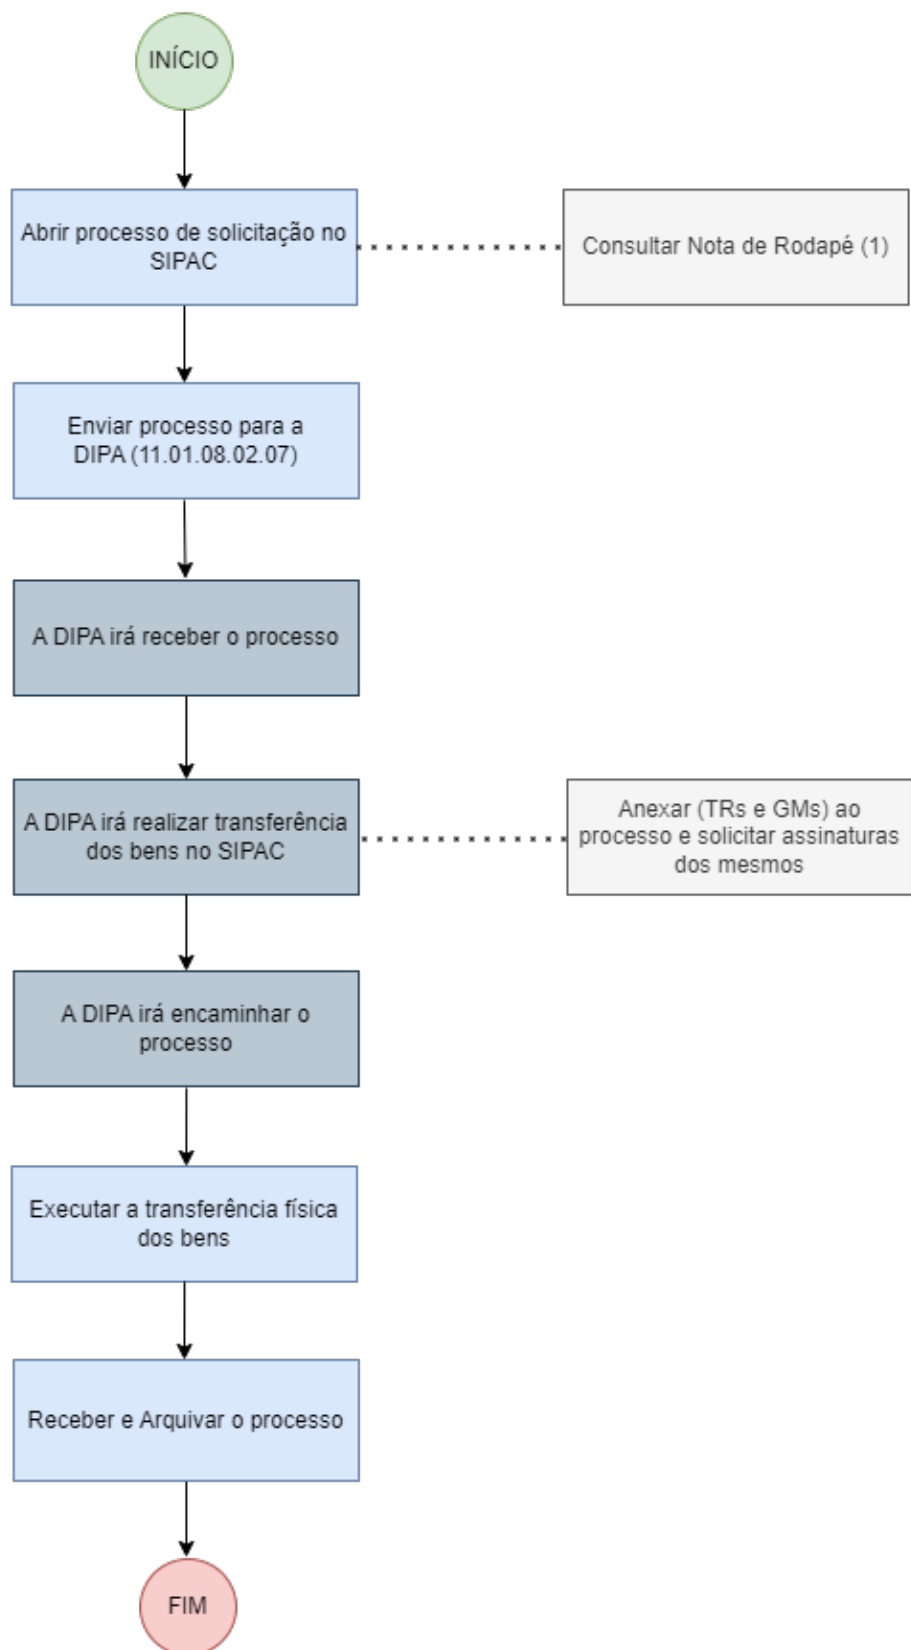 INÍCIO
Abrir processo de solicitação no
SIPAC
Consultar Nota de Rodapé (1)
Enviar processo para a
DIPA (11.01.08.02.07)
A DIPA irá receber o processo
A DIPA irá realizar transferência
dos bens no SIPAC
Anexar (TRs e GMs) ao
processo e solicitar assinaturas
dos mesmos
A DIPA irá encaminhar o
processo
Executar a transferência física
dos bens
Receber e Arquivar o processo
FIM